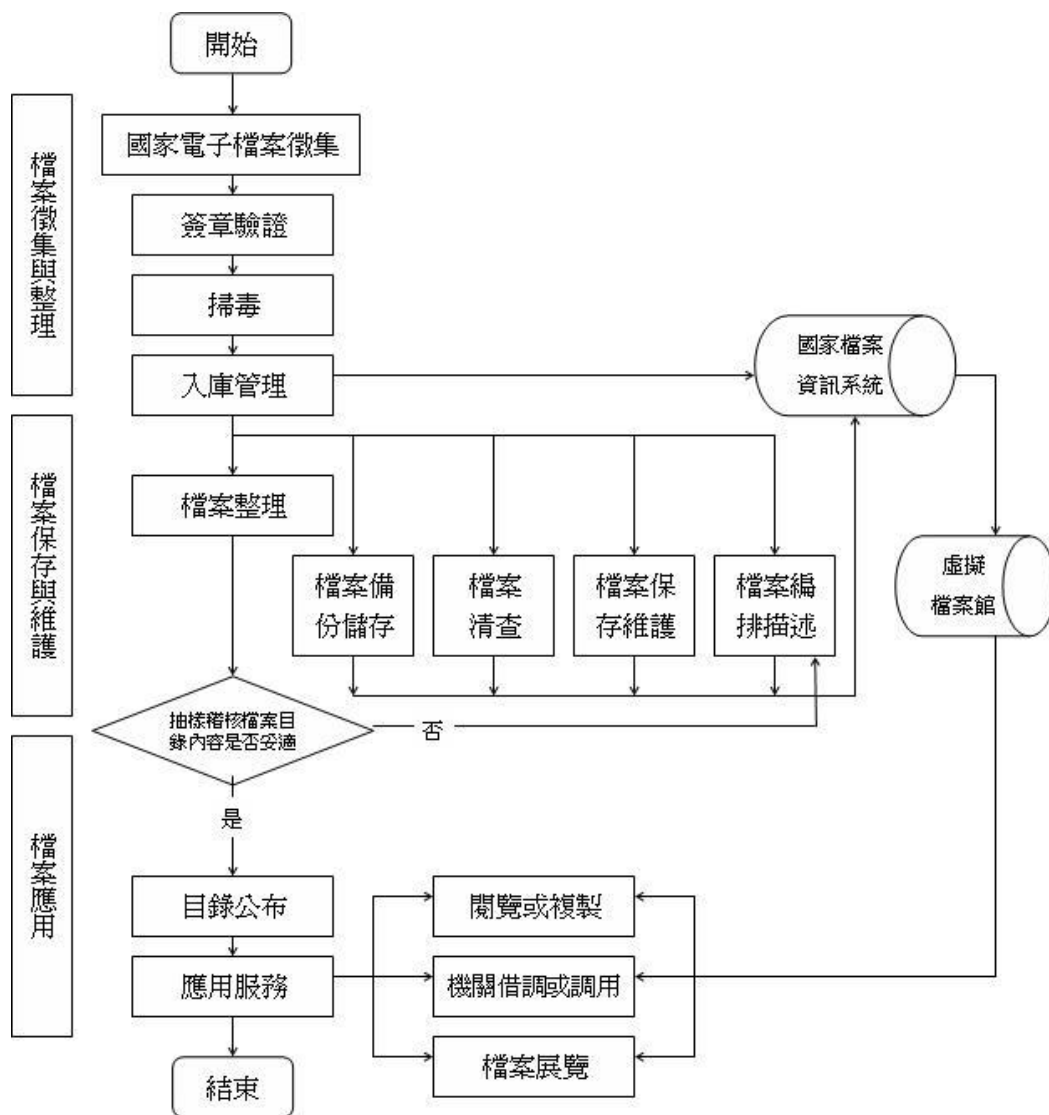 開始
檔案徵集與整理
國家電子檔案徵集
簽章驗證
掃毒
入庫管理
國家檔案
資訊系統
檔案保存與維護
檔案整理
檔案備
份儲存
檔案
清查
檔案保
存維護
檔案編
排描述
虛擬
檔案館
抽樣稽核檔案目
錄內容是否妥適
否
是
檔案應用
目錄公布
閱覽或複製
應用服務
機關借調或調用
檔案展覽
結束